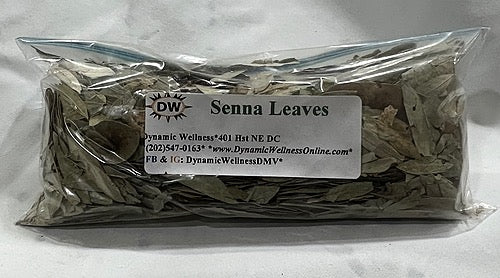 DW
Senna Leaves
Dynamic Wellness*401 Hst NE DC
(202)547-0163* *www.DynamicWellnessOnline.com*
FB & IG: DynamicWellnessDMV*